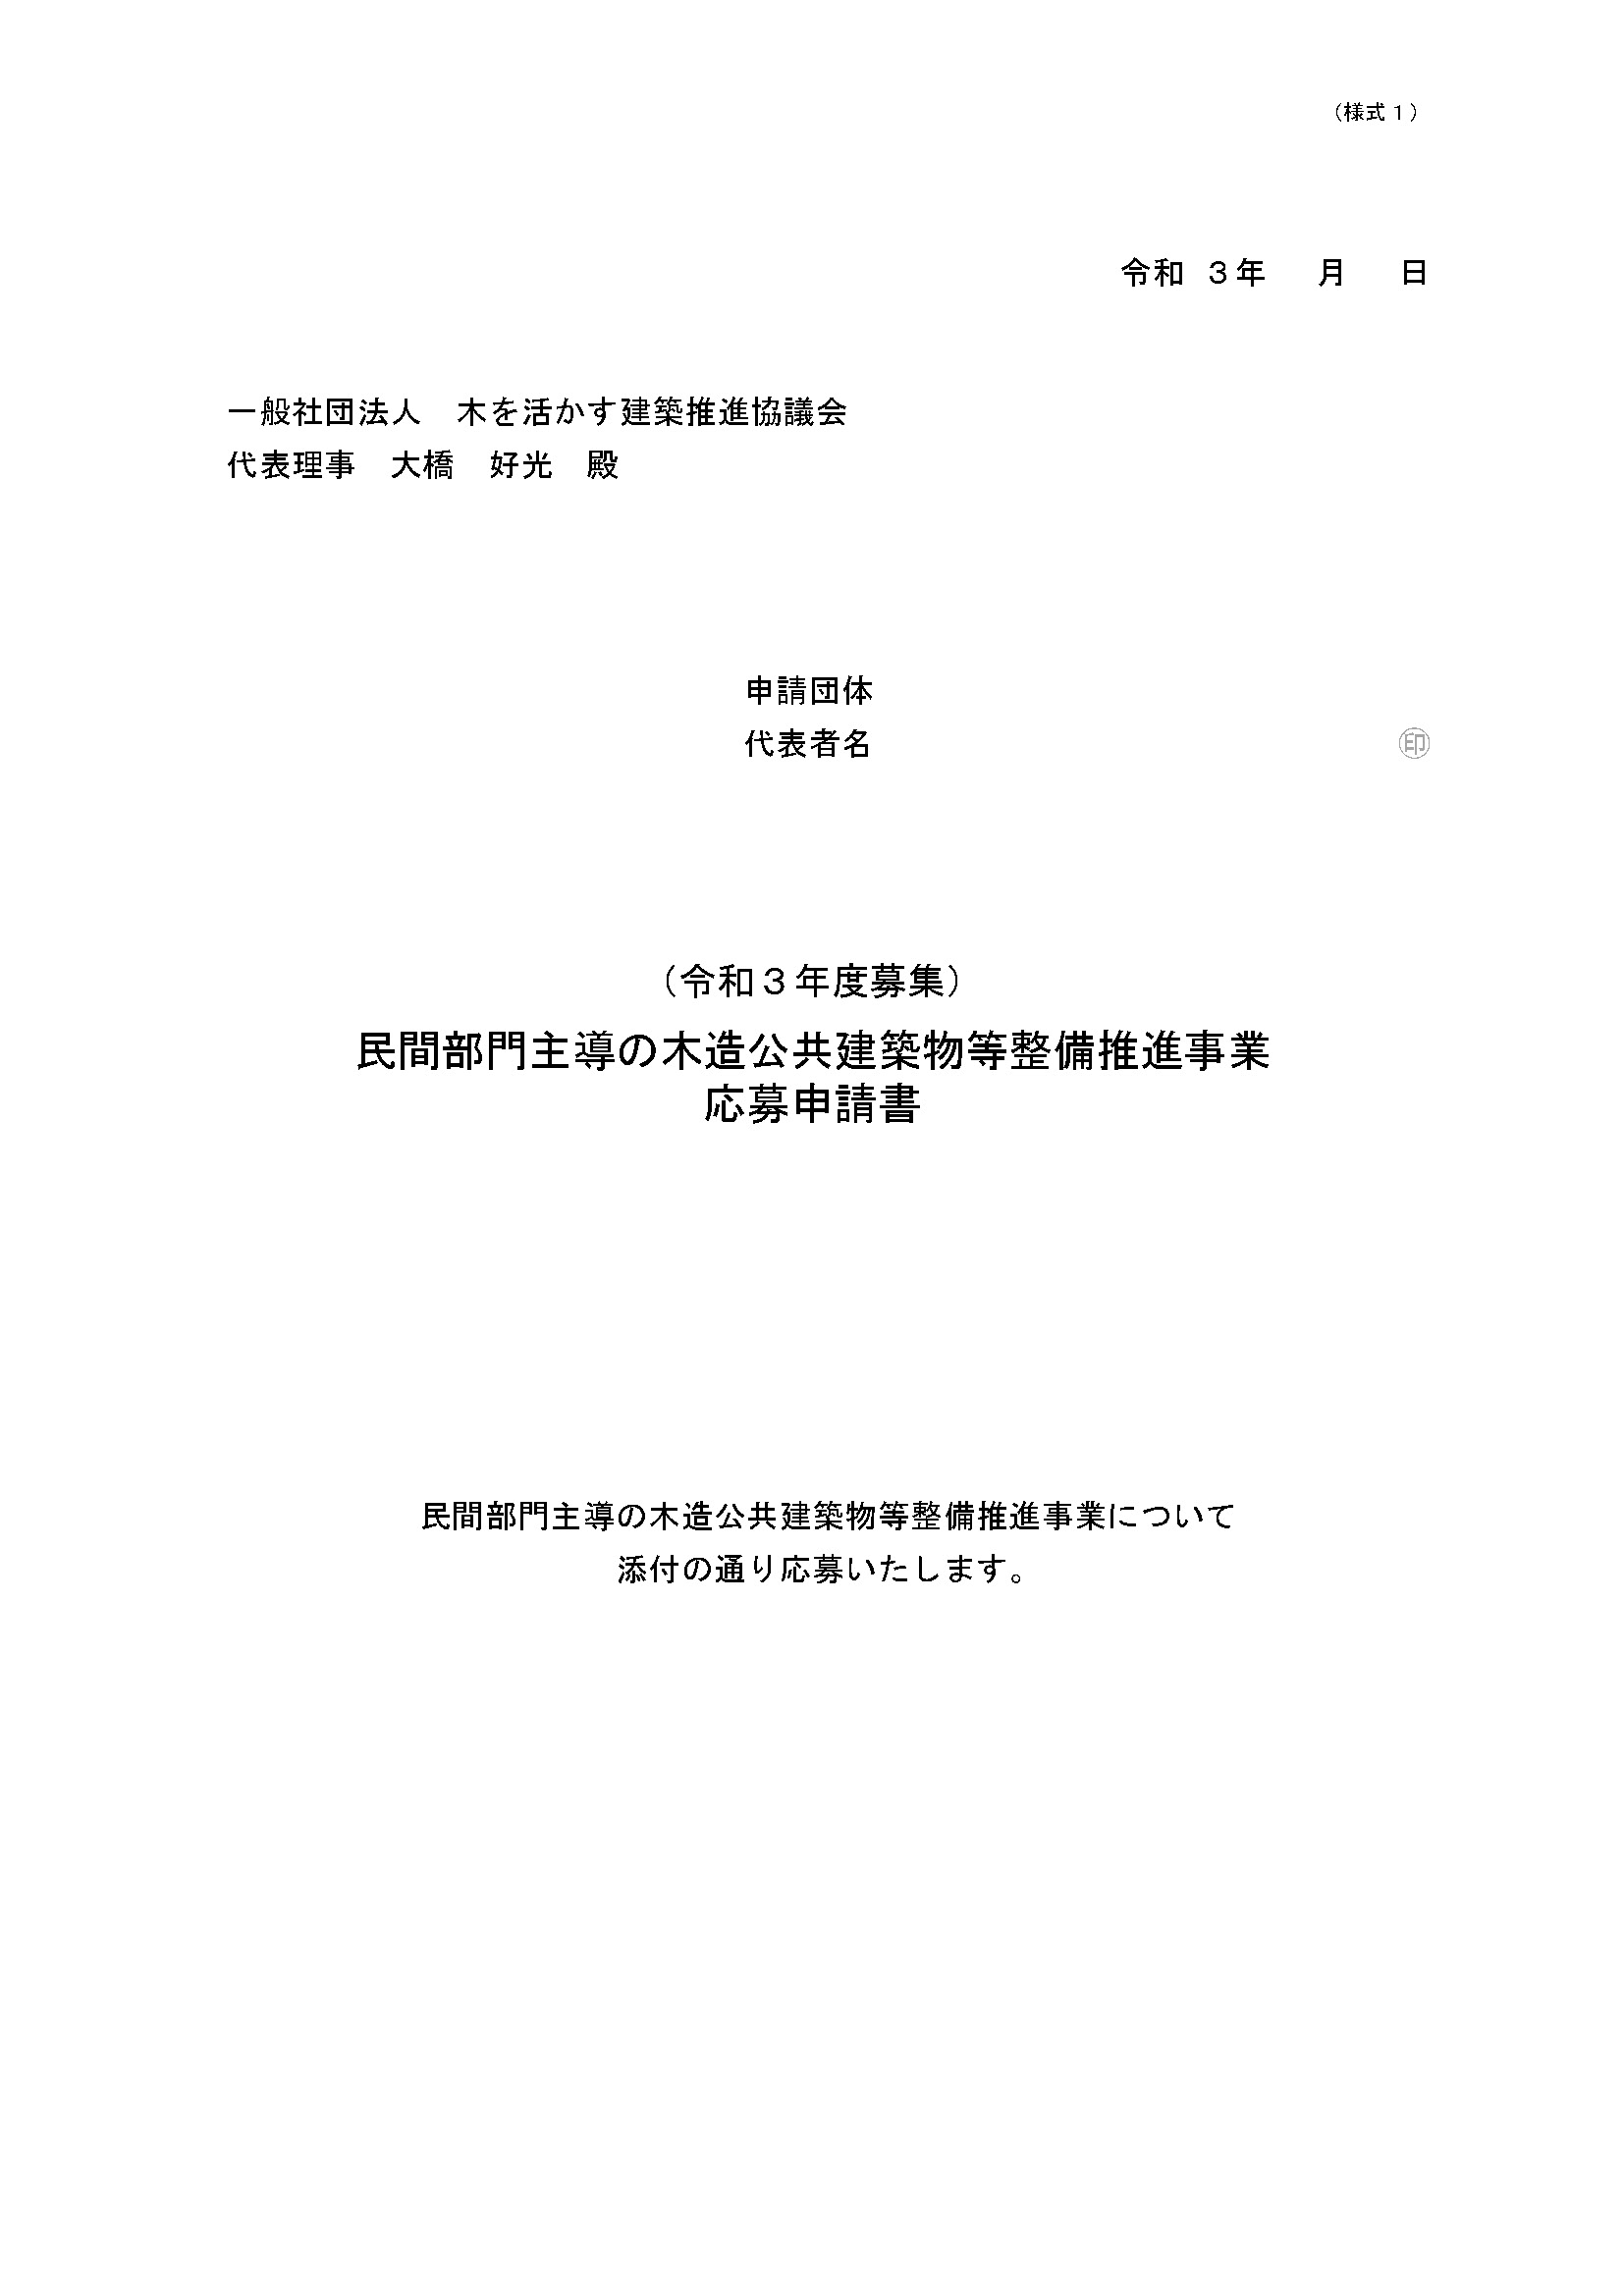 （様式１）
令和　３年　　月　　日
一般社団法人　木を活かす建築推進協議会
代表理事　大橋　好光　殿
申請団体
代表者名　㊞
（令和３年度募集）
民間部門主導の木造公共建築物等整備推進事業
応募申請書
民間部門主導の木造公共建築物等整備推進事業について
添付の通り応募いたします。